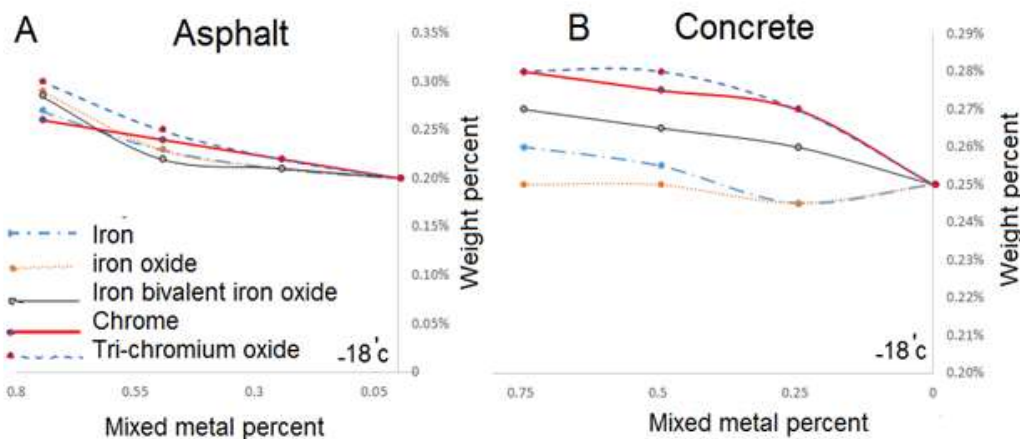 A
Asphalt
0.35%
0.30%
0.25%
0.20%
0.15%
0.10%
0.05%
0
Weight percent
Iron
iron oxide
Iron bivalent iron oxide
Chrome
Tri-chromium oxide
-18'c
0.8
0.55
0.3
0.05
Mixed metal percent
B
Concrete
0.29%
0.28%
0.27%
0.26%
0.25%
0.24%
0.23%
0.22%
0.21%
0.20%
Weight percent
-18'c
0.75
0.5
0.25
0
Mixed metal percent